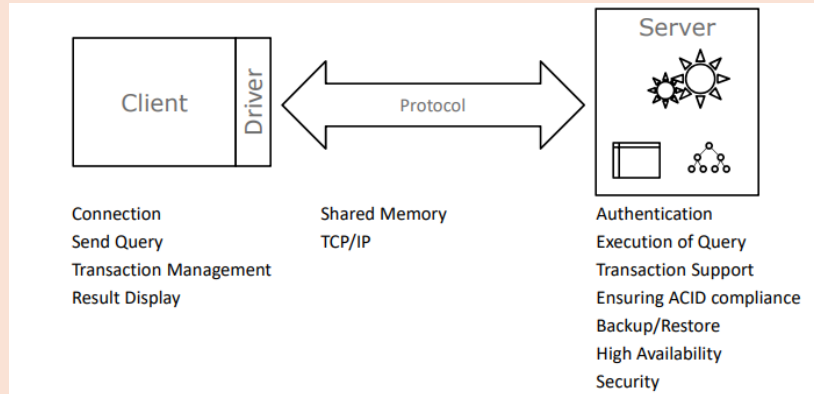 Client
Driver
Protocol
Server
Connection
Send Query
Transaction Management
Result Display
Shared Memory
TCP/IP
Authentication
Execution of Query
Transaction Support
Ensuring ACID compliance
Backup/Restore
High Availability
Security